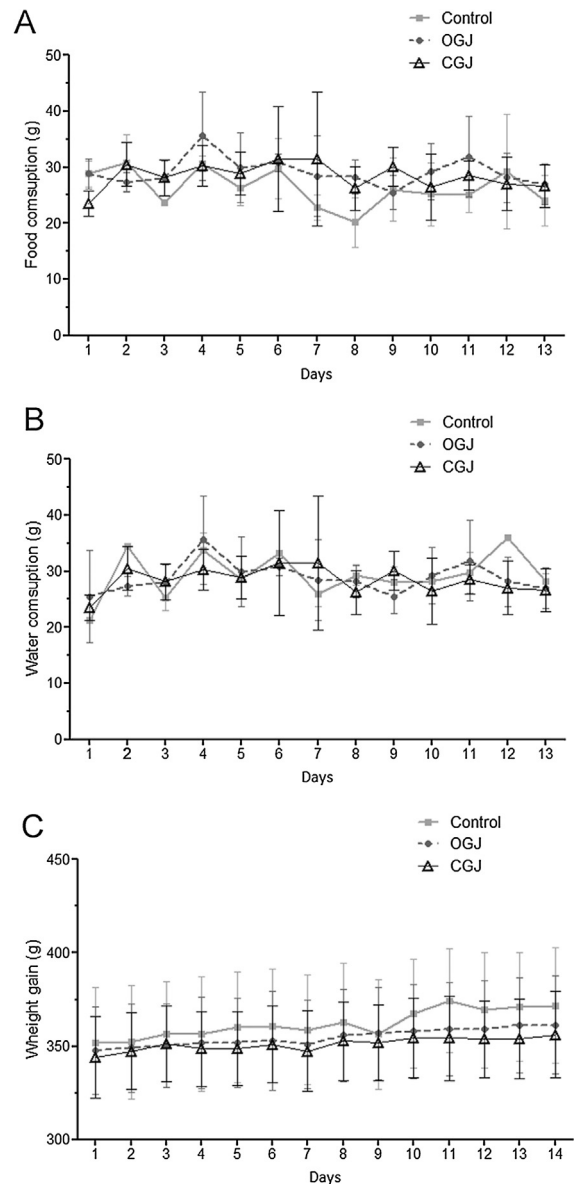 A
Control
OGJ
CGJ
50
40
30
20
10
0
Food comsuption (g)
1 2 3 4 5 6 7 8 9 10 11 12 13
Days
B
Control
OGJ
CGJ
50
40
30
20
10
0
Water comsuption (g)
1 2 3 4 5 6 7 8 9 10 11 12 13
Days
C
Control
OGJ
CGJ
450
400
350
300
Wheight gain (g)
1 2 3 4 5 6 7 8 9 10 11 12 13 14
Days